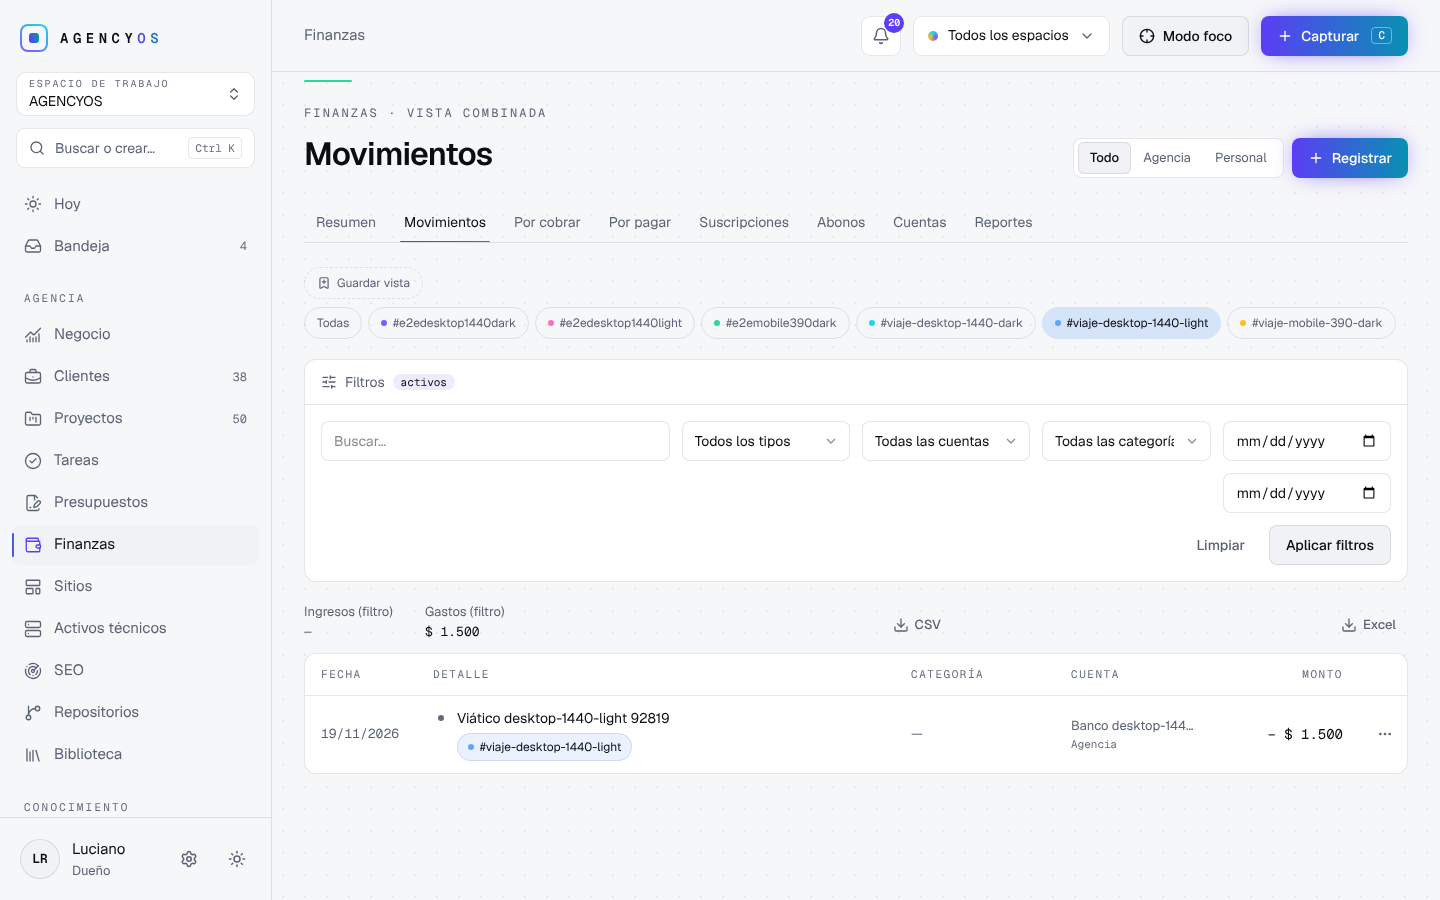 AGENCYOS
ESPACIO DE TRABAJO
AGENCYOS
Buscar o crear... Ctrl K
Hoy
Bandeja 4
AGENCIA
Negocio
Clientes 38
Proyectos 50
Tareas
Presupuestos
Finanzas
Sitios
Activos técnicos
SEO
Repositorios
Biblioteca
CONOCIMIENTO
LR Luciano
Dueño
Finanzas
20
Todos los espacios
Modo foco
Capturar C
FINANZAS · VISTA COMBINADA
Movimientos
Todo Agencia Personal
Registrar
Resumen Movimientos Por cobrar Por pagar Suscripciones Abonos Cuentas Reportes
Guardar vista
Todas #e2edesktop1440dark #e2edesktop1440light #e2emobile390dark #viaje-desktop-1440-dark #viaje-desktop-1440-light #viaje-mobile-390-dark
Filtros activos
Buscar... Todos los tipos Todas las cuentas Todas las categoría mm/dd/yyyy
mm/dd/yyyy
Limpiar Aplicar filtros
Ingresos (filtro) Gastos (filtro)
— $ 1.500
CSV Excel
FECHA DETALLE CATEGORÍA CUENTA MONTO
19/11/2026 Viático desktop-1440-light 92819 — Banco desktop-144... − $ 1.500
#viaje-desktop-1440-light Agencia